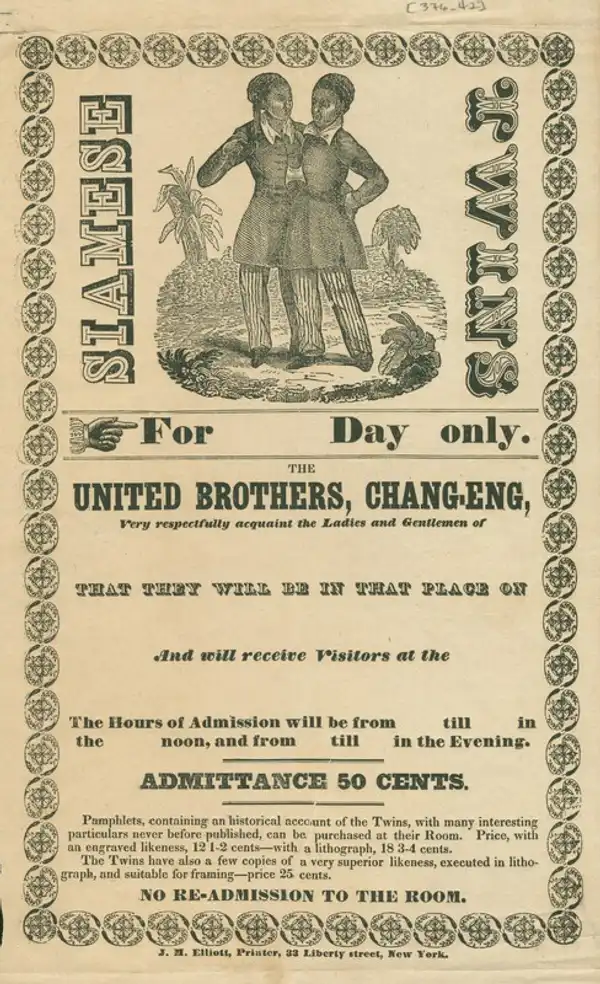 [376-42]
SIAMESE
TWINS
For Day only.
THE
UNITED BROTHERS, CHANG-ENG,
Very respectfully acquaint the Ladies and Gentlemen of
THAT THEY WILL BE IN THAT PLACE ON
And will receive Visitors at the
The Hours of Admission will be from till in
the noon, and from till in the Evening.
ADMITTANCE 50 CENTS.
Pamphlets, containing an historical account of the Twins, with many interesting
particulars never before published, can be purchased at their Room. Price, with
an engraved likeness, 12 1-2 cents—with a lithograph, 18 3-4 cents.
The Twins have also a few copies of a very superior likeness, executed in litho-
graph, and suitable for framing—price 25 cents.
NO RE-ADMISSION TO THE ROOM.
J. M. Elliott, Printer, 33 Liberty street, New York.